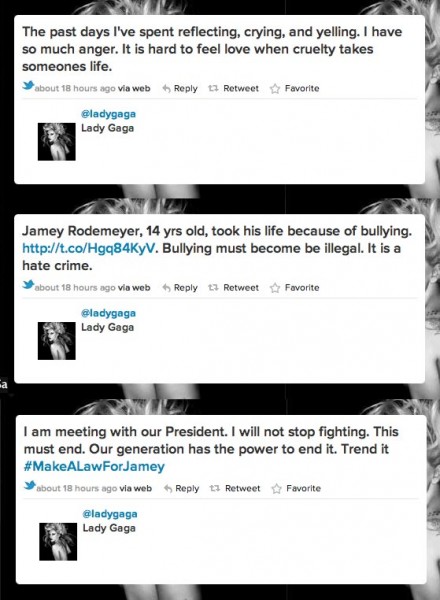 The past days I've spent reflecting, crying, and yelling. I have
so much anger. It is hard to feel love when cruelty takes
someones life.
about 18 hours ago via web Reply Retweet Favorite
@ladygaga
Lady Gaga
Jamey Rodemeyer, 14 yrs old, took his life because of bullying.
http://t.co/Hgq84KyV. Bullying must become be illegal. It is a
hate crime.
about 18 hours ago via web Reply Retweet Favorite
@ladygaga
Lady Gaga
I am meeting with our President. I will not stop fighting. This
must end. Our generation has the power to end it. Trend it
#MakeALawForJamey
about 18 hours ago via web Reply Retweet Favorite
@ladygaga
Lady Gaga